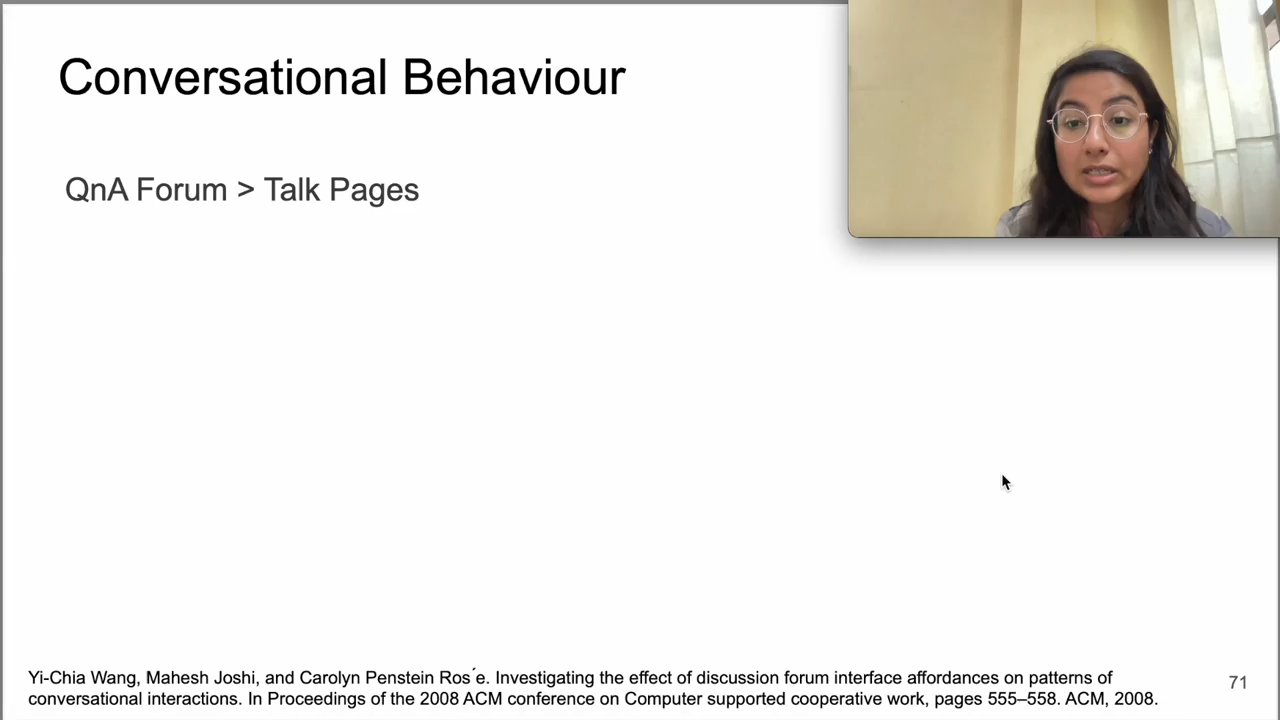 Conversational Behaviour
QnA Forum > Talk Pages
Yi-Chia Wang, Mahesh Joshi, and Carolyn Penstein Ros´e. Investigating the effect of discussion forum interface affordances on patterns of
conversational interactions. In Proceedings of the 2008 ACM conference on Computer supported cooperative work, pages 555–558. ACM, 2008.
71